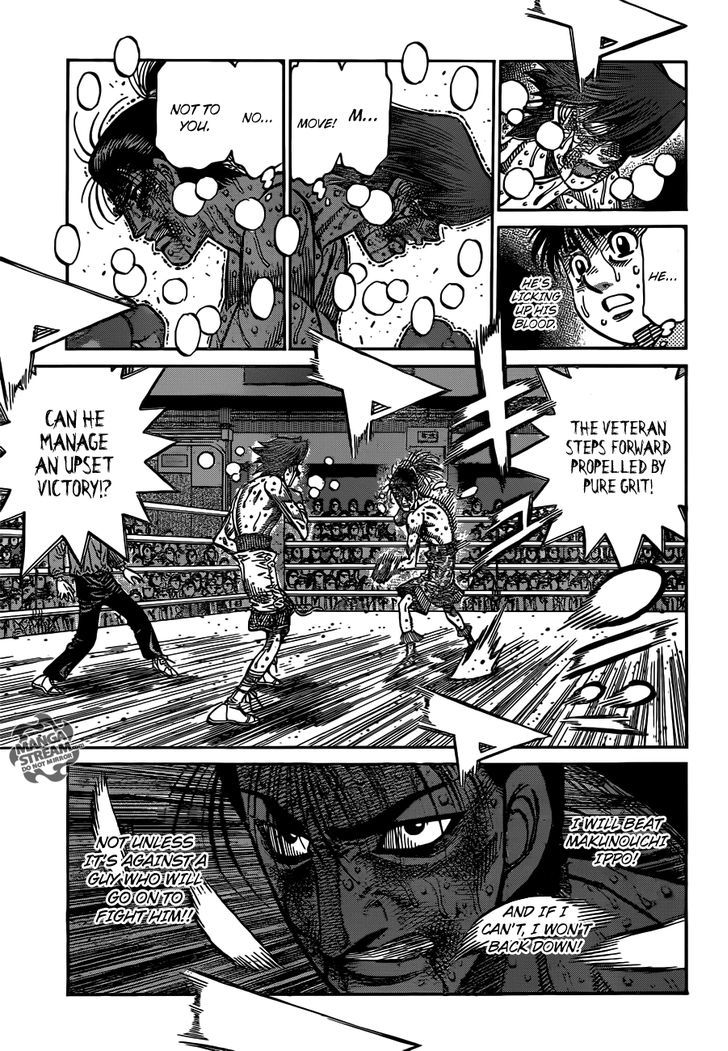 M...
MOVE!
NO...
NOT TO
YOU.
HE...
HE'S
LICKING
UP HIS
BLOOD.
THE VETERAN
STEPS FORWARD
PROPELLED BY
PURE GRIT!
CAN HE
MANAGE
AN UPSET
VICTORY!?
I WILL BEAT
MAKUNOUCHI
IPPO!
AND IF I
CAN'T, I WON'T
BACK DOWN!
NOT UNLESS
IT'S AGAINST A
GUY WHO WILL
GO ON TO
FIGHT HIM!!
MANGA
STREAM
DO NOT MIRROR